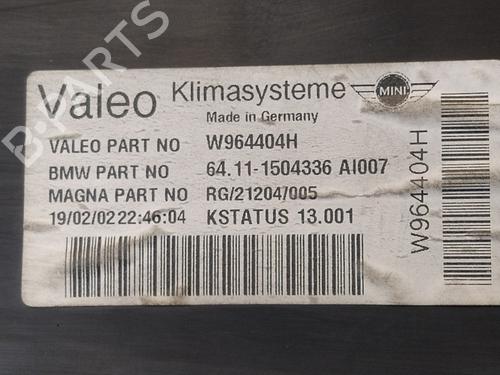 B-PARTS
Valeo Klimasysteme MINI
Made in Germany
VALEO PART NO W964404H
BMW PART NO 64.11-1504336 AI007
MAGNA PART NO RG/21204/005
19/02/02 22:46:04 KSTATUS 13.001
W964404H